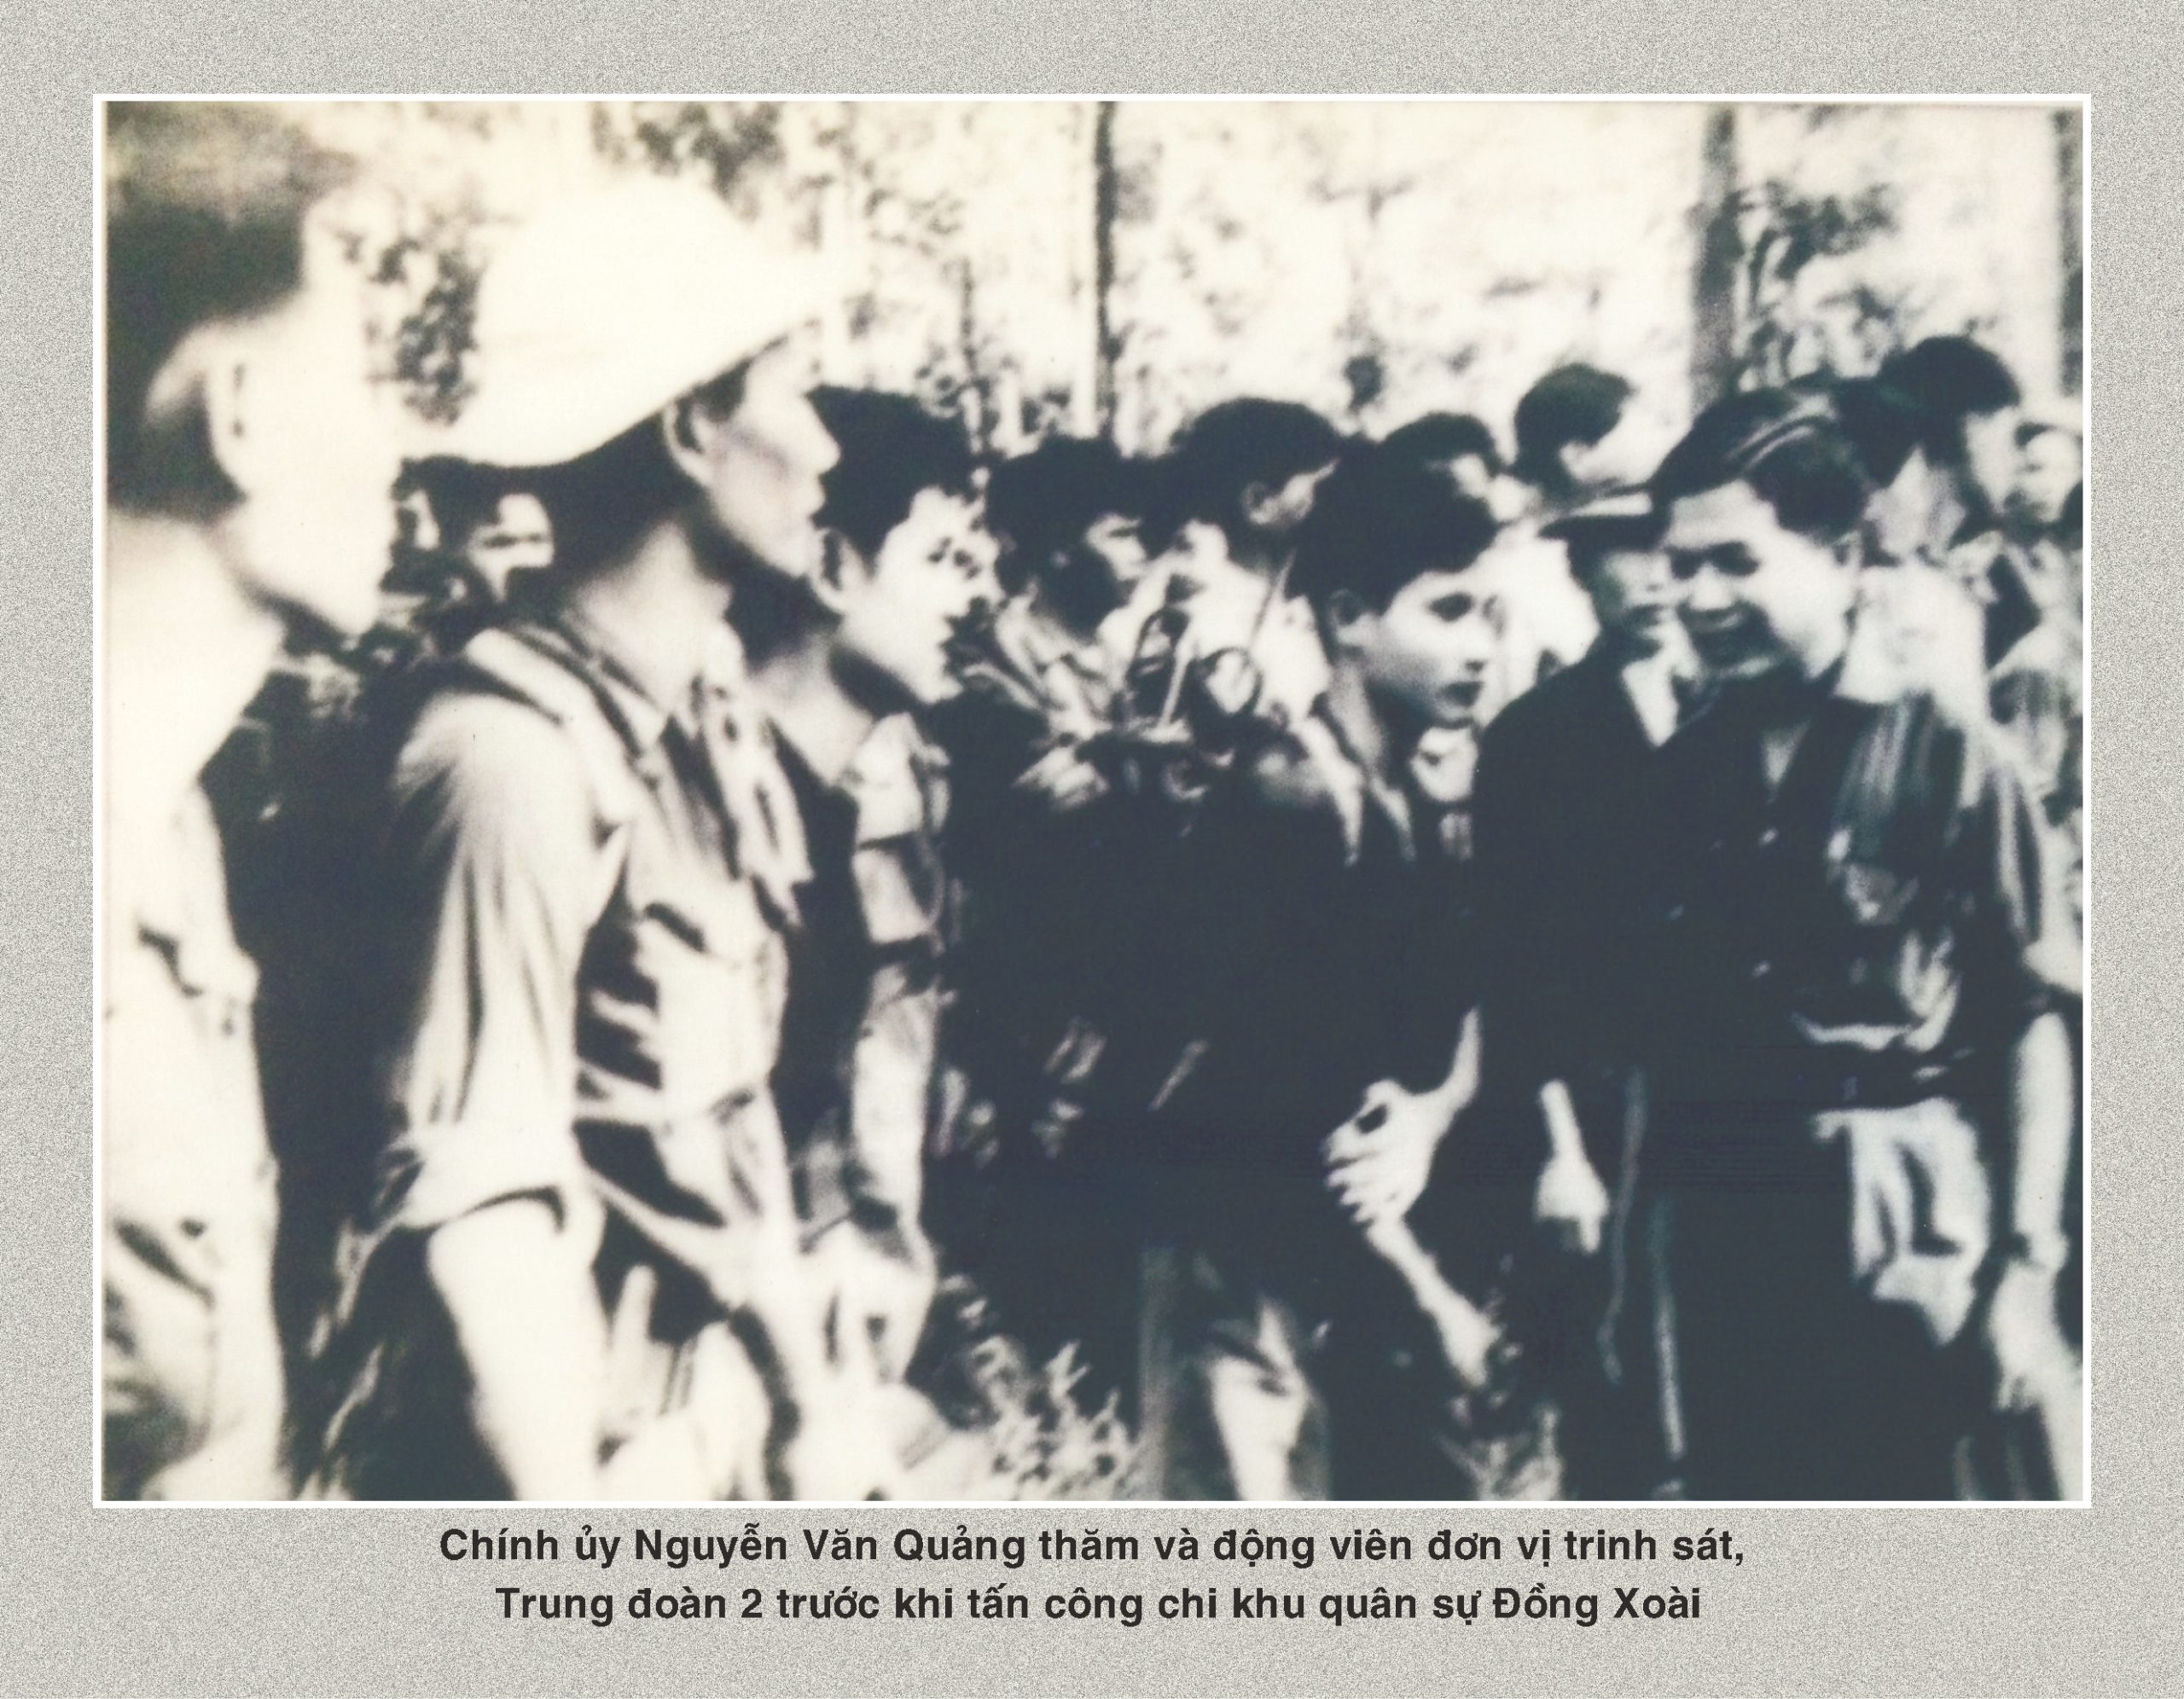 Chính ủy Nguyễn Văn Quảng thăm và động viên đơn vị trinh sát,
Trung đoàn 2 trước khi tấn công chi khu quân sự Đồng Xoài